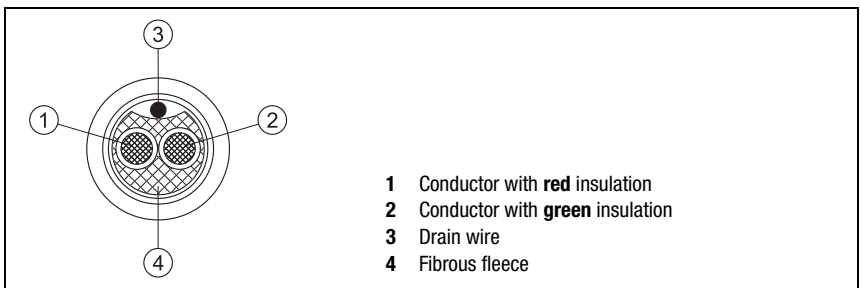 3
1
2
4
1 Conductor with red insulation
2 Conductor with green insulation
3 Drain wire
4 Fibrous fleece